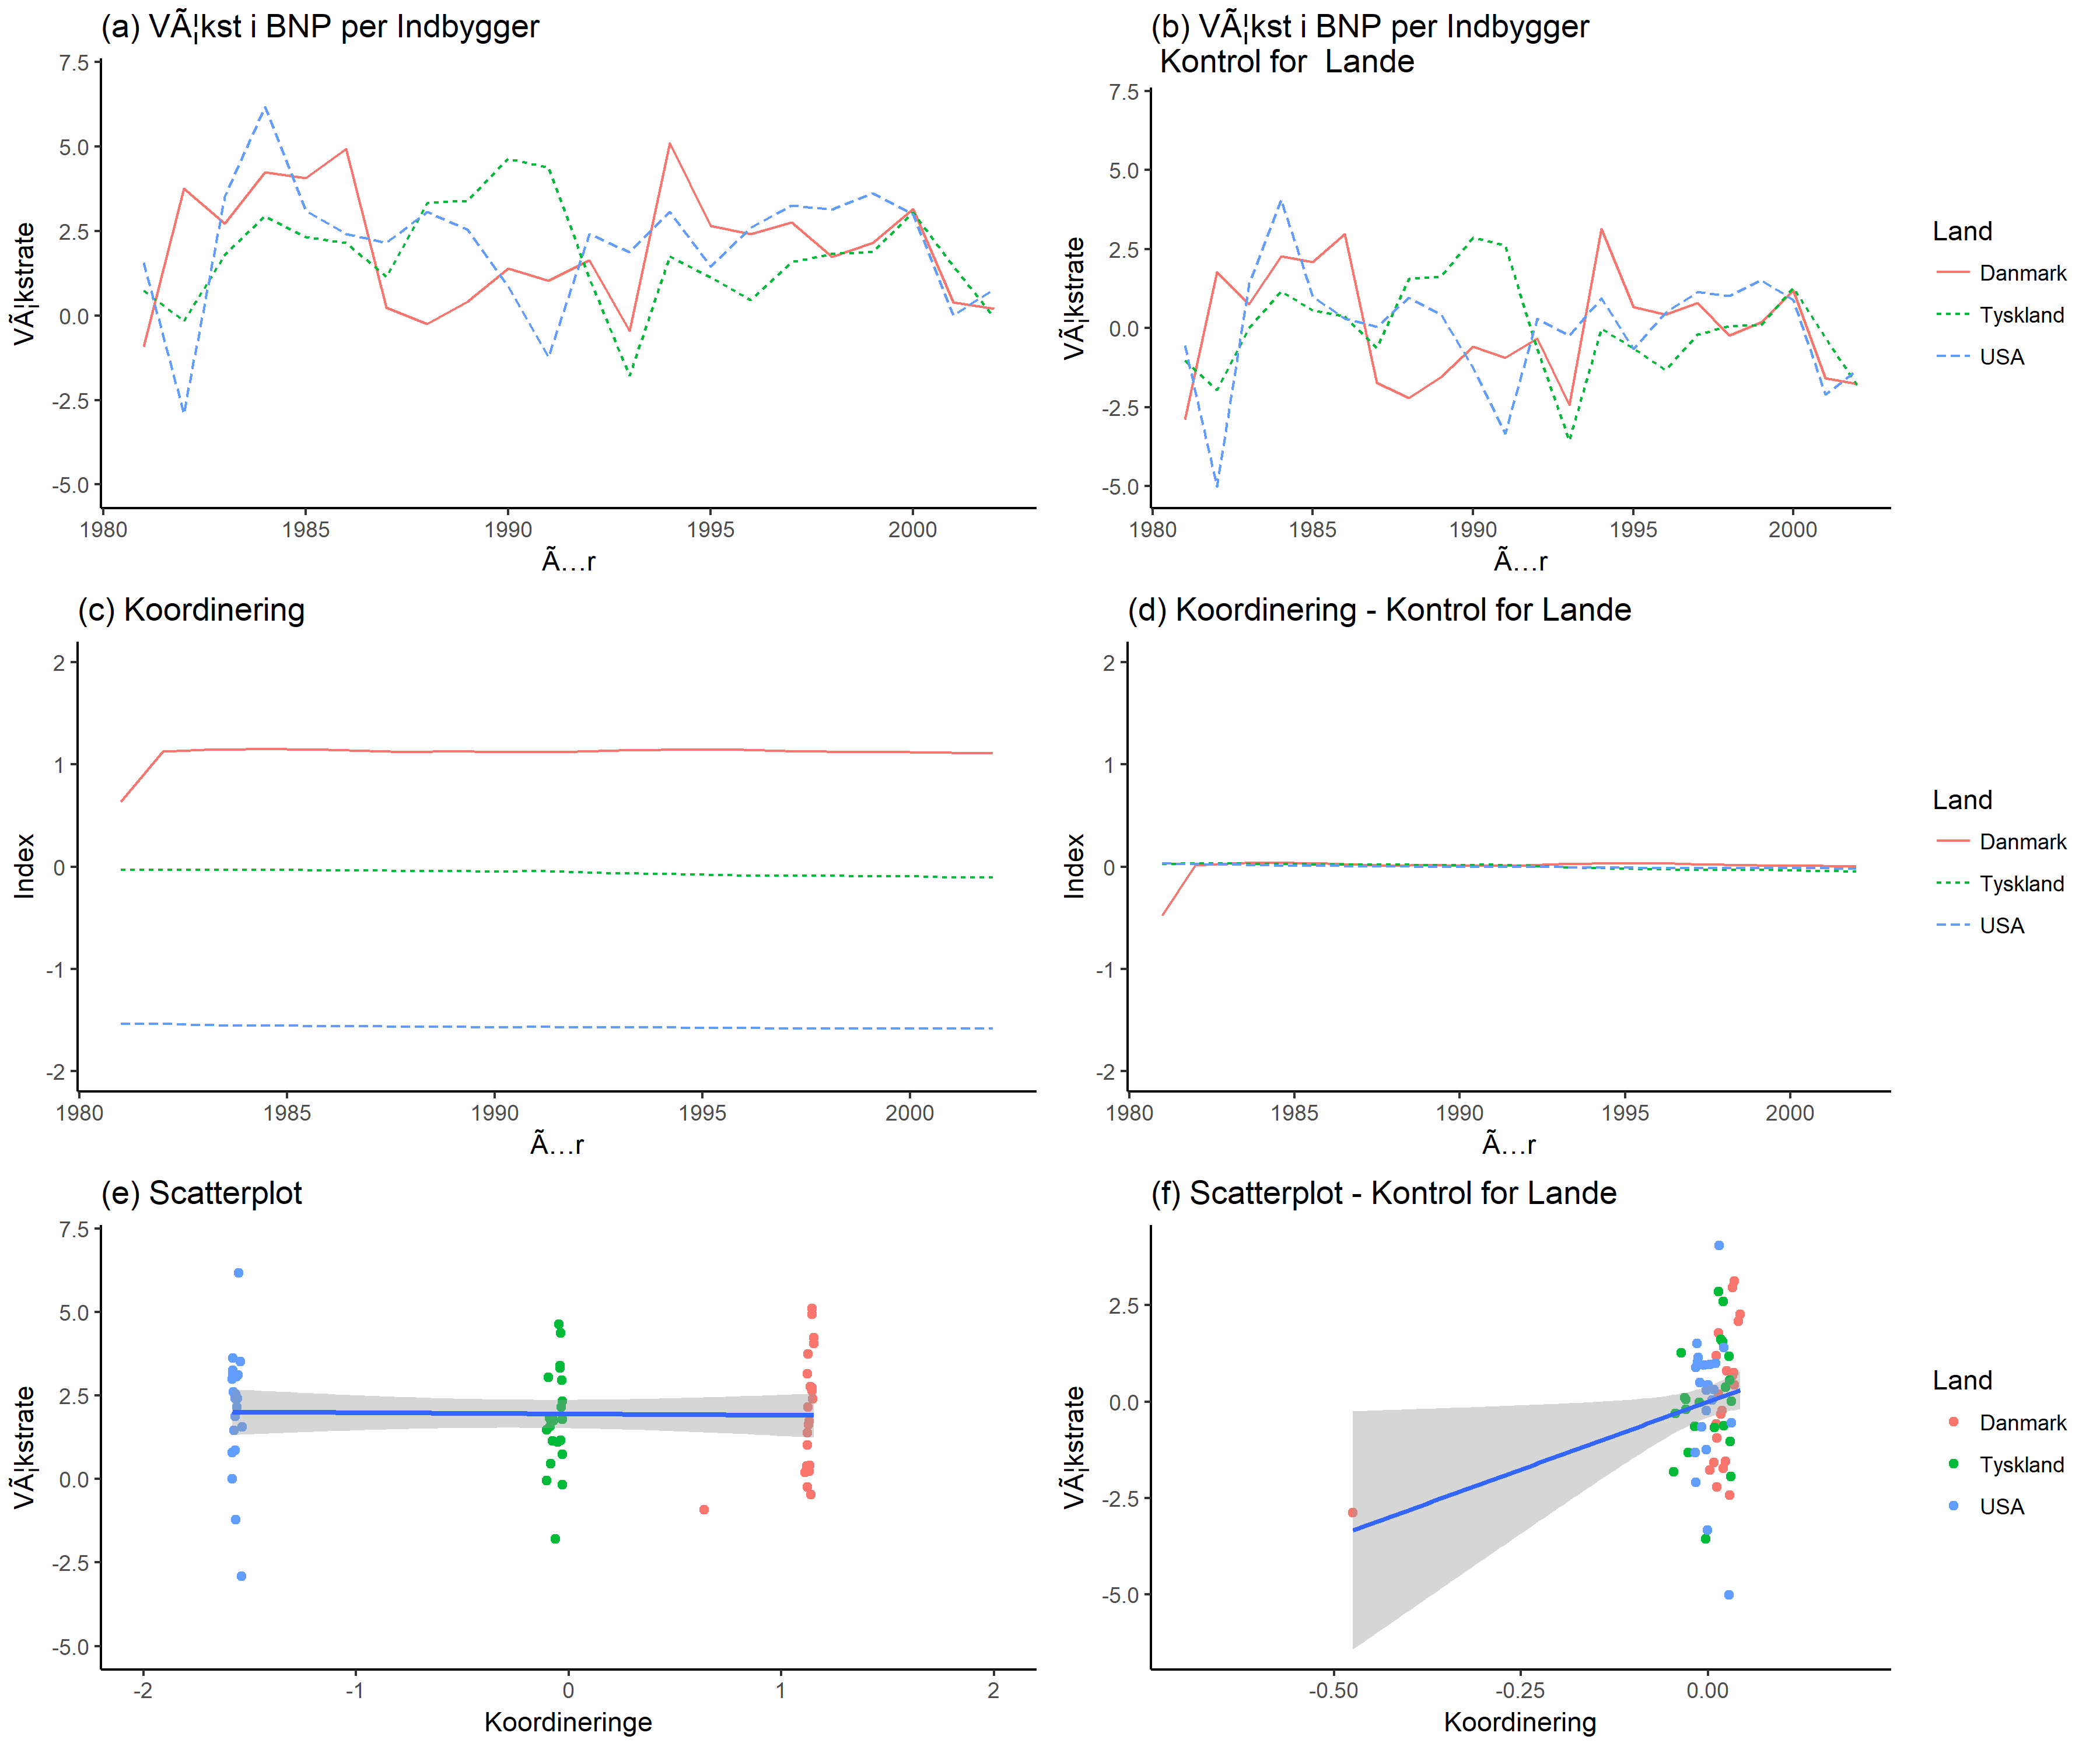 (a) VÃ¦kst i BNP per Indbygger
7.5
5.0
2.5
0.0
-2.5
-5.0
VÃ¦kstrate
1980 1985 1990 1995 2000
Ã…r
(b) VÃ¦kst i BNP per Indbygger
Kontrol for Lande
7.5
5.0
2.5
0.0
-2.5
-5.0
VÃ¦kstrate
1980 1985 1990 1995 2000
Ã…r
Land
Danmark
Tyskland
USA
(c) Koordinering
2
1
0
-1
-2
Index
1980 1985 1990 1995 2000
Ã…r
(d) Koordinering - Kontrol for Lande
2
1
0
-1
-2
Index
1980 1985 1990 1995 2000
Ã…r
Land
Danmark
Tyskland
USA
(e) Scatterplot
7.5
5.0
2.5
0.0
-2.5
-5.0
VÃ¦kstrate
-2 -1 0 1 2
Koordineringe
(f) Scatterplot - Kontrol for Lande
2.5
0.0
-2.5
-5.0
VÃ¦kstrate
-0.50 -0.25 0.00
Koordinering
Land
Danmark
Tyskland
USA